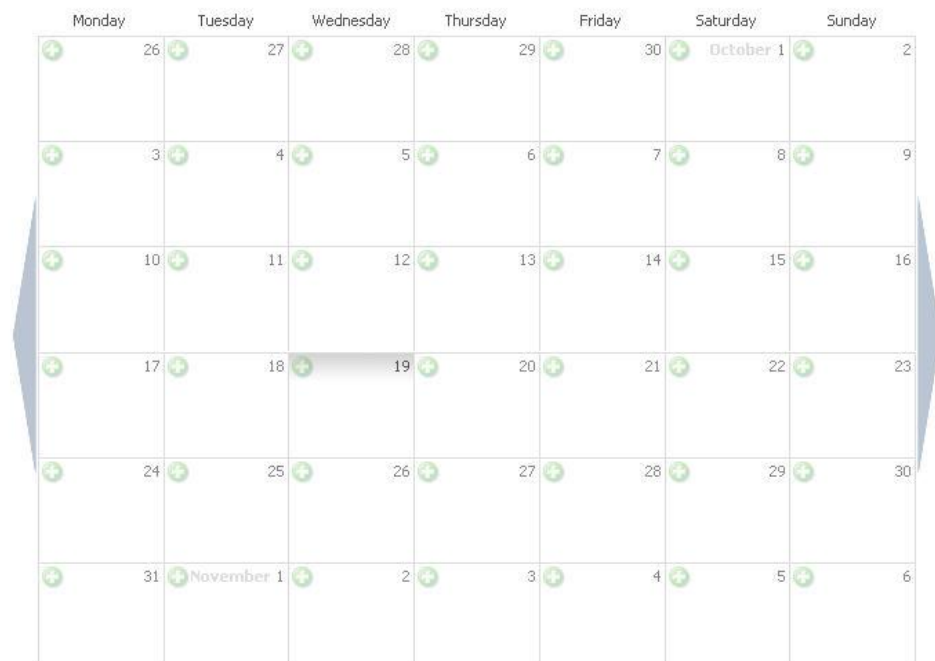 Monday Tuesday Wednesday Thursday Friday Saturday Sunday
26 27 28 29 30 October 1 2
3 4 5 6 7 8 9
10 11 12 13 14 15 16
17 18 19 20 21 22 23
24 25 26 27 28 29 30
31 November 1 2 3 4 5 6